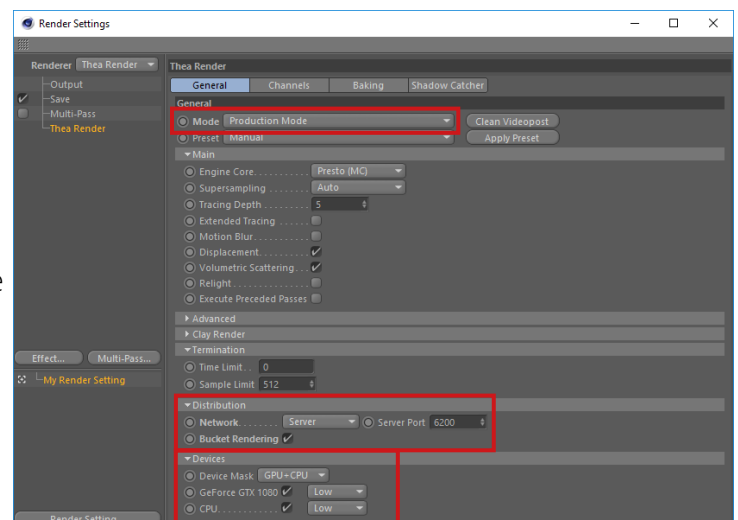 Render Settings
Renderer Thea Render
Output
Save
Multi-Pass
Thea Render
Effect... Multi-Pass...
My Render Setting
Render Setting
Thea Render
General Channels Baking Shadow Catcher
General
Mode Production Mode Clean Videopost
Preset Manual Apply Preset
Main
Engine Core. . . . . . . . . . Presto (MC)
Supersampling . . . . . . . . Auto
Tracing Depth . . . . . . . . . 5
Extended Tracing . . . . . .
Motion Blur. . . . . . . . . . .
Displacement. . . . . . . . . .
Volumetric Scattering. . .
Relight. . . . . . . . . . . . . . .
Execute Preceded Passes
Advanced
Clay Render
Termination
Time Limit. . 0
Sample Limit 512
Distribution
Network. . . . . . . . Server Server Port 6200
Bucket Rendering
Devices
Device Mask GPU+CPU
GeForce GTX 1080 Low
CPU. . . . . . . . . . . . Low
e